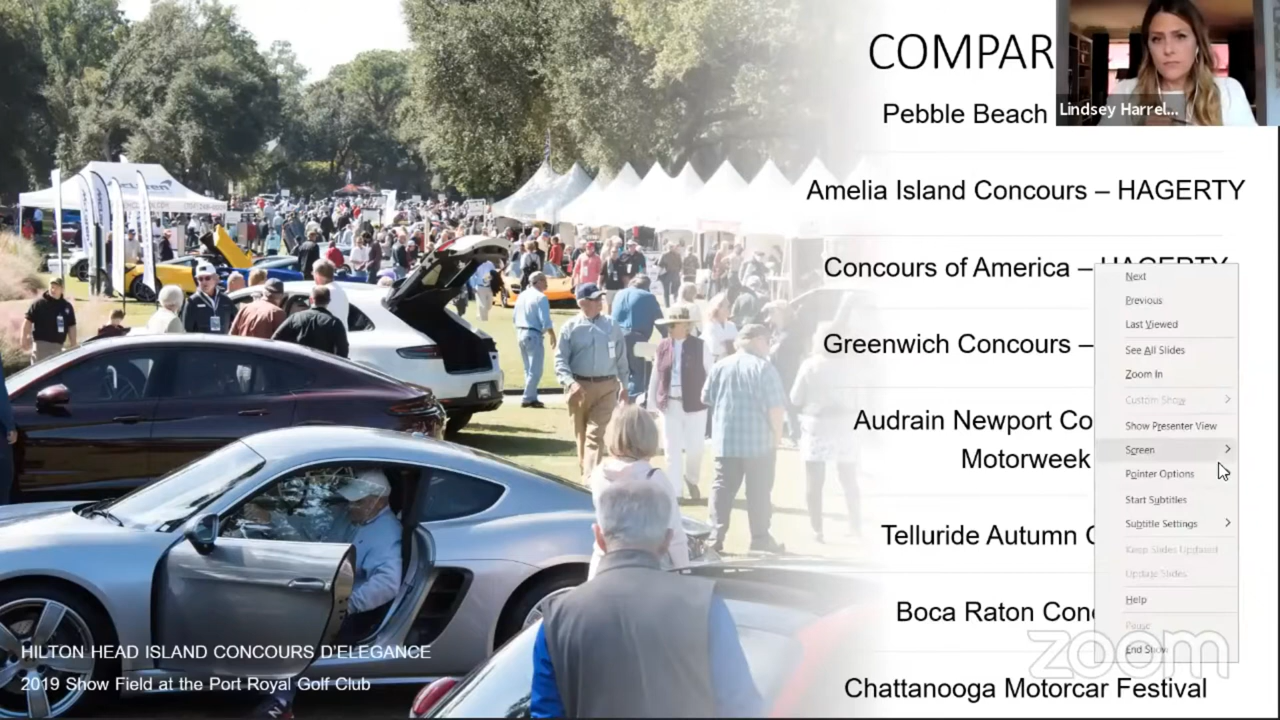 COMPAR
Pebble Beach
Lindsey Harrel...
Amelia Island Concours – HAGERTY
Concours of America – HAGERTY
Greenwich Concours –
Audrain Newport Co
Motorweek
Telluride Autumn C
Boca Raton Conc
Chattanooga Motorcar Festival
Next
Previous
Last Viewed
See All Slides
Zoom In
Custom Show
Show Presenter View
Screen
Pointer Options
Start Subtitles
Subtitle Settings
Keep Slides Updated
Update Slides
Help
Pause
End Show
zoom
HILTON HEAD ISLAND CONCOURS D'ELEGANCE
2019 Show Field at the Port Royal Golf Club